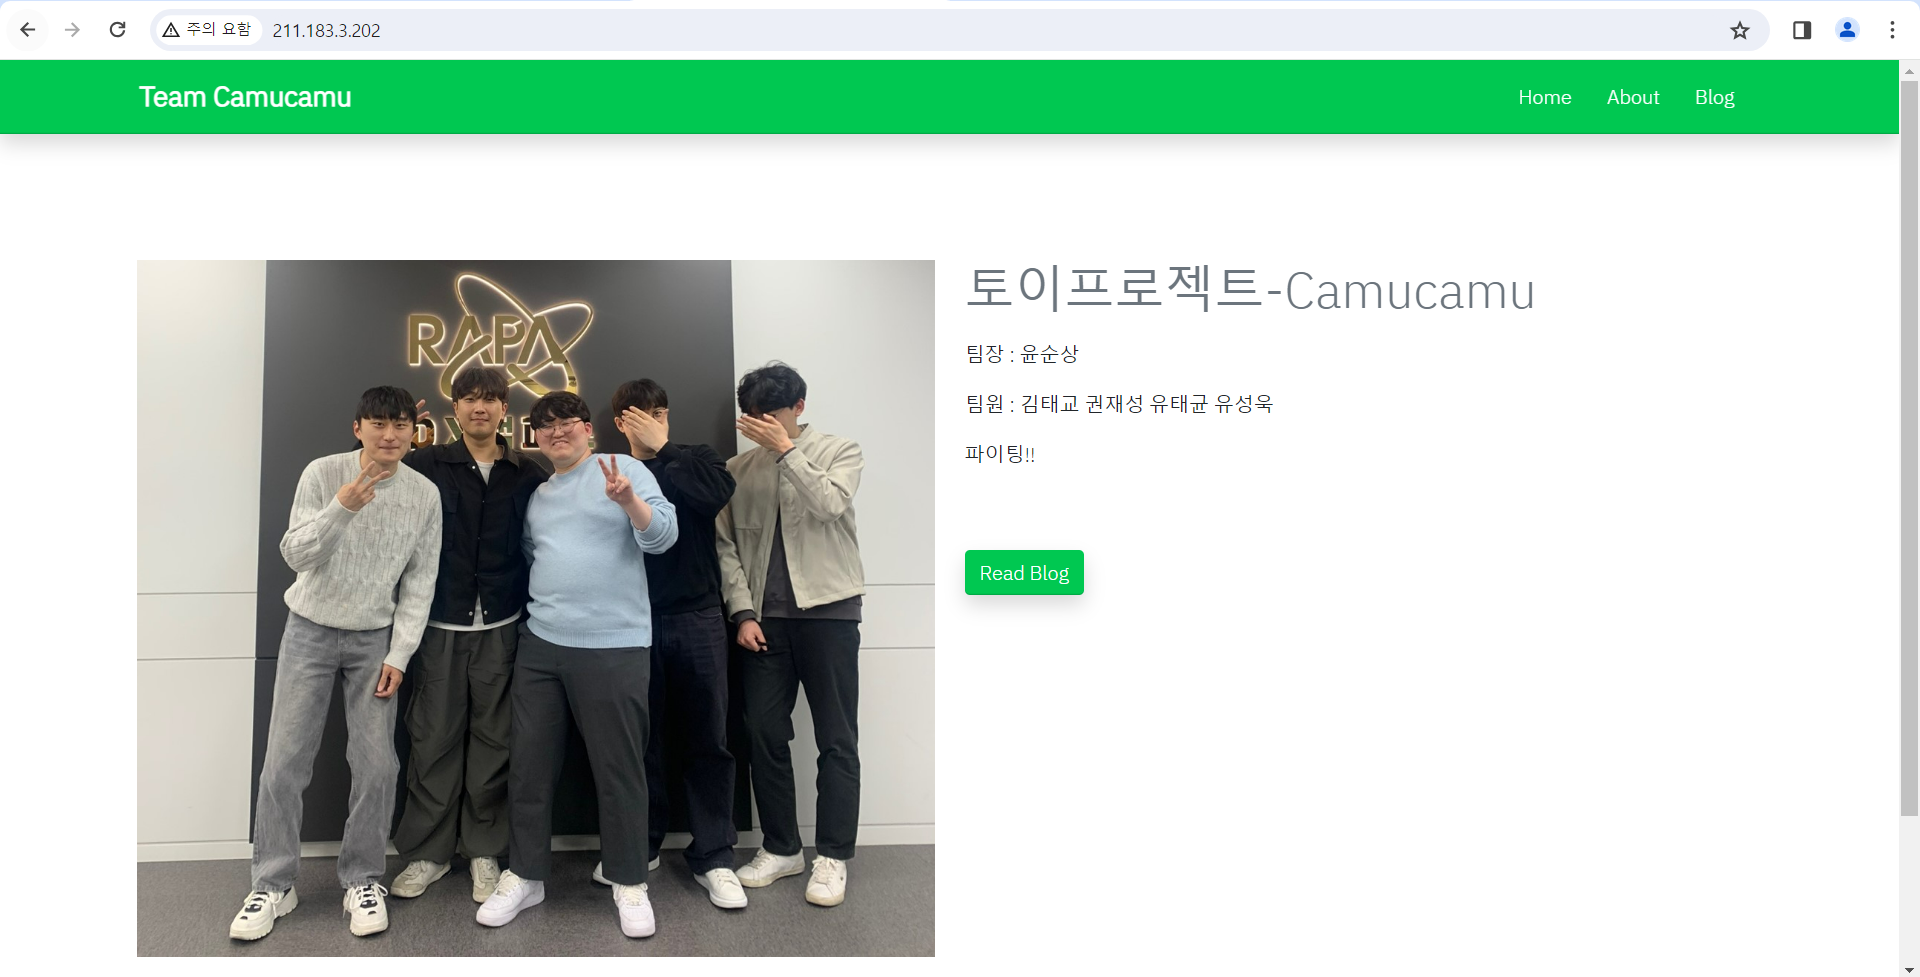 주의 요함 211.183.3.202
Team Camucamu
Home About Blog
RAPA
토이프로젝트-Camucamu
팀장 : 윤순상
팀원 : 김태교 권재성 유태균 유성욱
파이팅!!
Read Blog